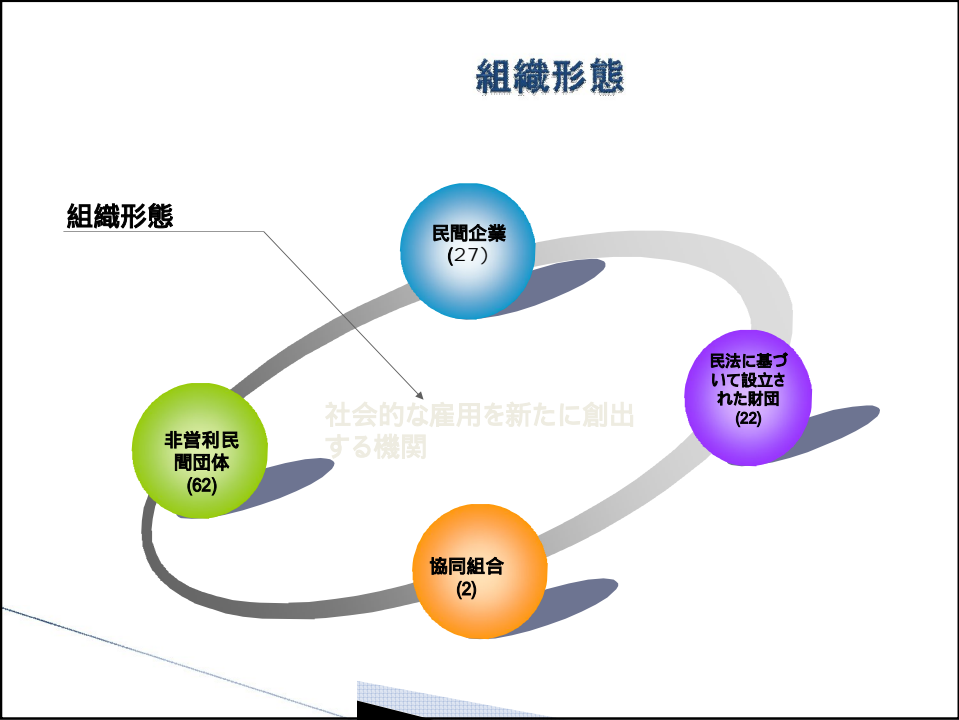 組織形態
組織形態
民間企業
(27)
民法に基づ
いて設立さ
れた財団
(22)
社会的な雇用を新たに創出
する機関
非営利民
間団体
(62)
協同組合
(2)